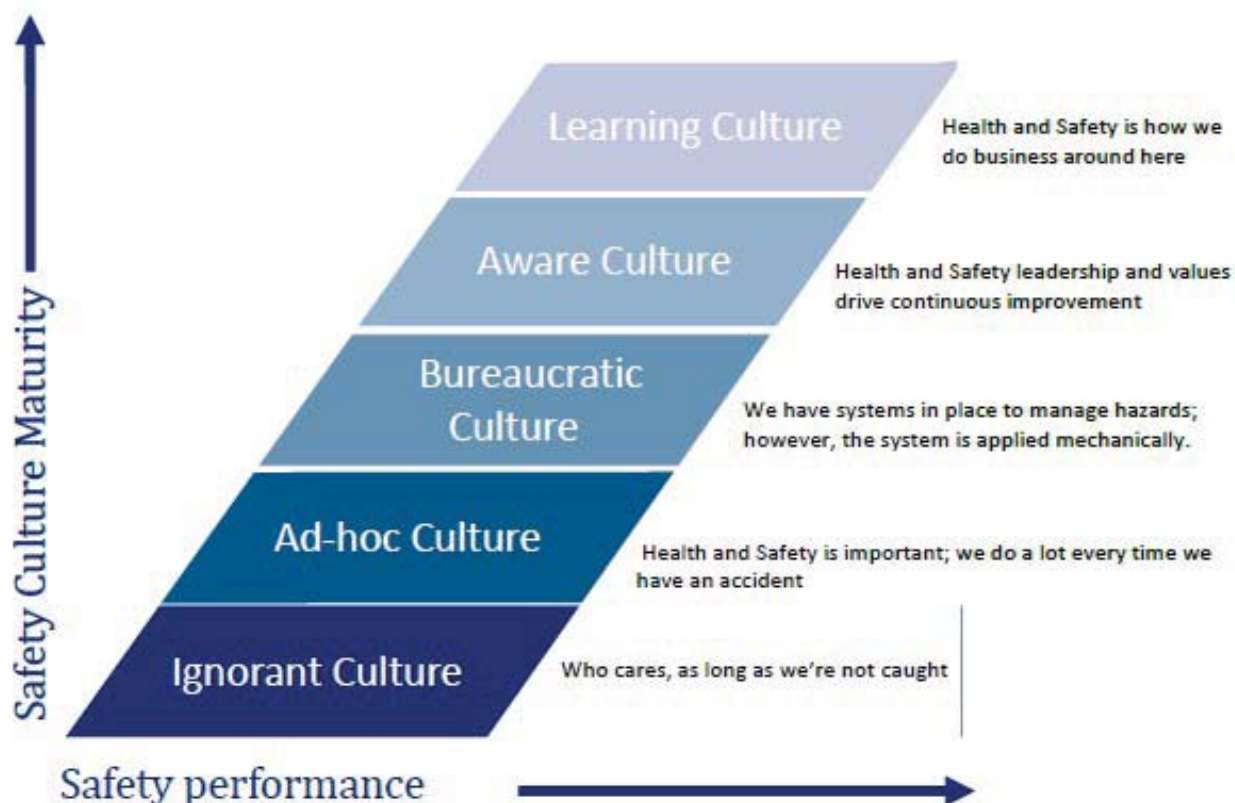 Safety Culture Maturity
Learning Culture
Health and Safety is how we
do business around here
Aware Culture
Health and Safety leadership and values
drive continuous improvement
Bureaucratic
Culture
We have systems in place to manage hazards;
however, the system is applied mechanically.
Ad-hoc Culture
Health and Safety is important; we do a lot every time we
have an accident
Ignorant Culture
Who cares, as long as we’re not caught
Safety performance